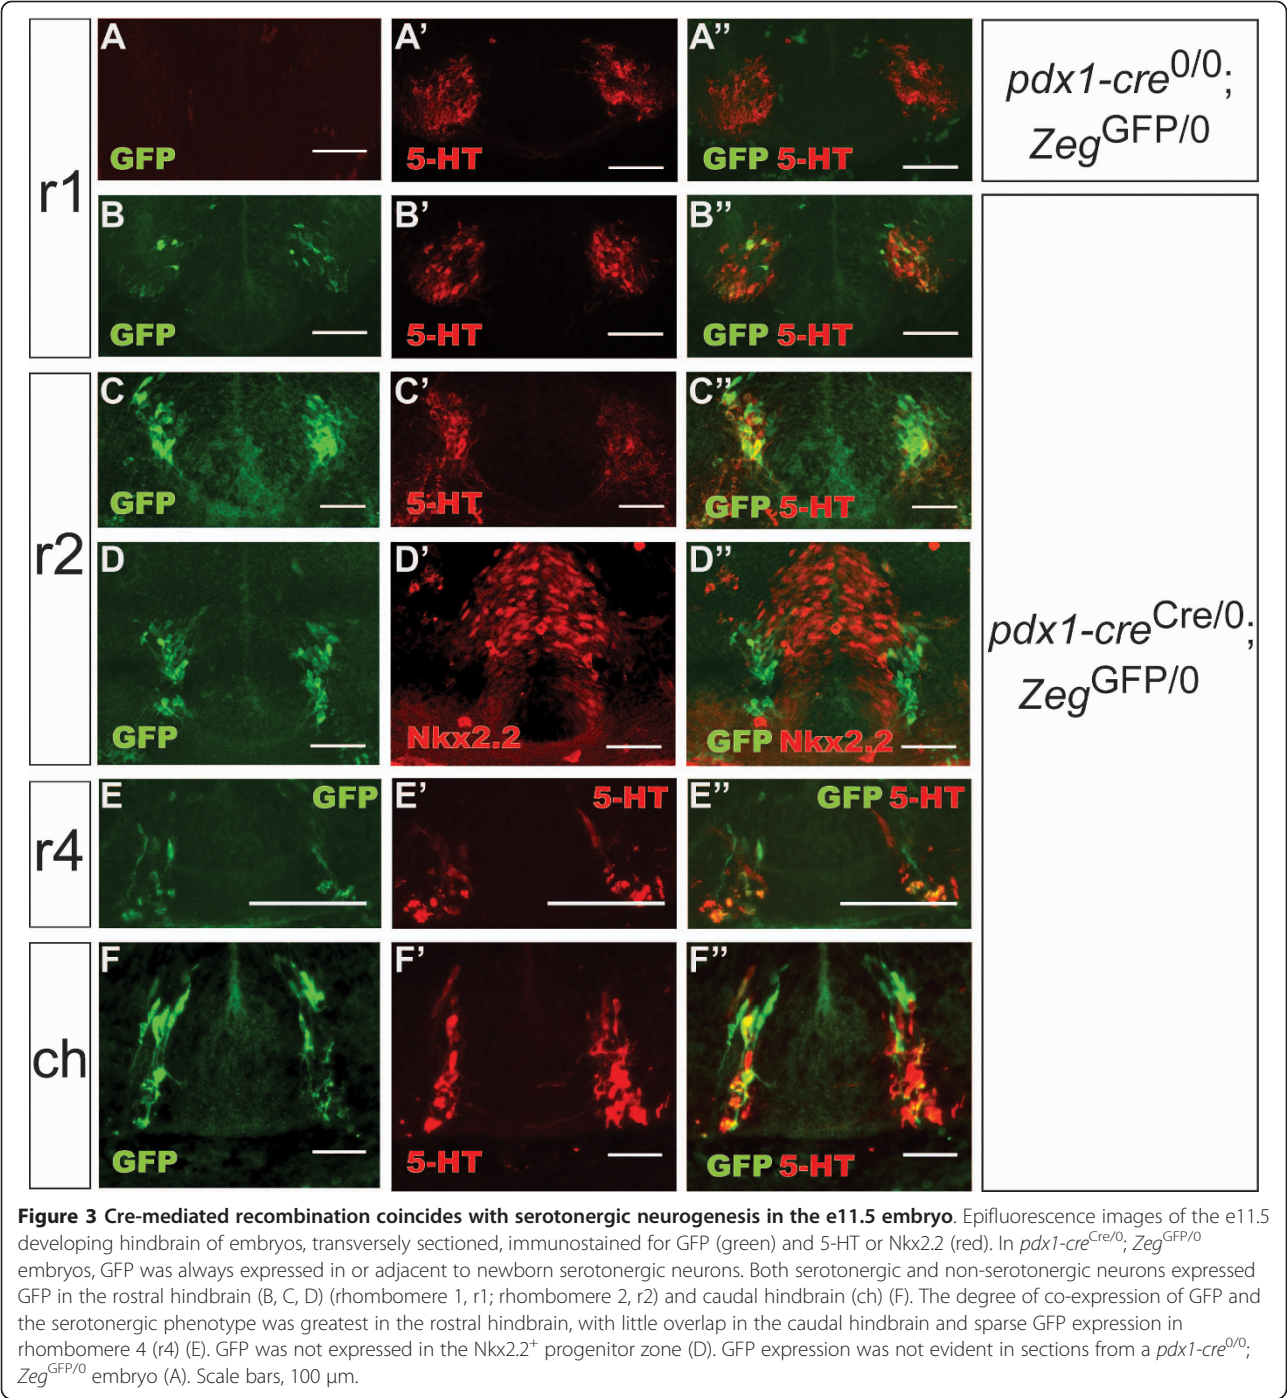 r1
A
GFP
A’
5-HT
A’’
GFP 5-HT
pdx1-cre0/0;
ZegGFP/0
B
GFP
B’
5-HT
B’’
GFP 5-HT
r2
C
GFP
C’
5-HT
C’’
GFP 5-HT
D
GFP
D’
Nkx2.2
D’’
GFP Nkx2.2
pdx1-creCre/0;
ZegGFP/0
r4
E
GFP
E’
5-HT
E’’
GFP 5-HT
ch
F
GFP
F’
5-HT
F’’
GFP 5-HT
Figure 3 Cre-mediated recombination coincides with serotonergic neurogenesis in the e11.5 embryo. Epifluorescence images of the e11.5
developing hindbrain of embryos, transversely sectioned, immunostained for GFP (green) and 5-HT or Nkx2.2 (red). In pdx1-creCre/0; ZegGFP/0
embryos, GFP was always expressed in or adjacent to newborn serotonergic neurons. Both serotonergic and non-serotonergic neurons expressed
GFP in the rostral hindbrain (B, C, D) (rhombomere 1, r1; rhombomere 2, r2) and caudal hindbrain (ch) (F). The degree of co-expression of GFP and
the serotonergic phenotype was greatest in the rostral hindbrain, with little overlap in the caudal hindbrain and sparse GFP expression in
rhombomere 4 (r4) (E). GFP was not expressed in the Nkx2.2+ progenitor zone (D). GFP expression was not evident in sections from a pdx1-cre0/0;
ZegGFP/0 embryo (A). Scale bars, 100 μm.